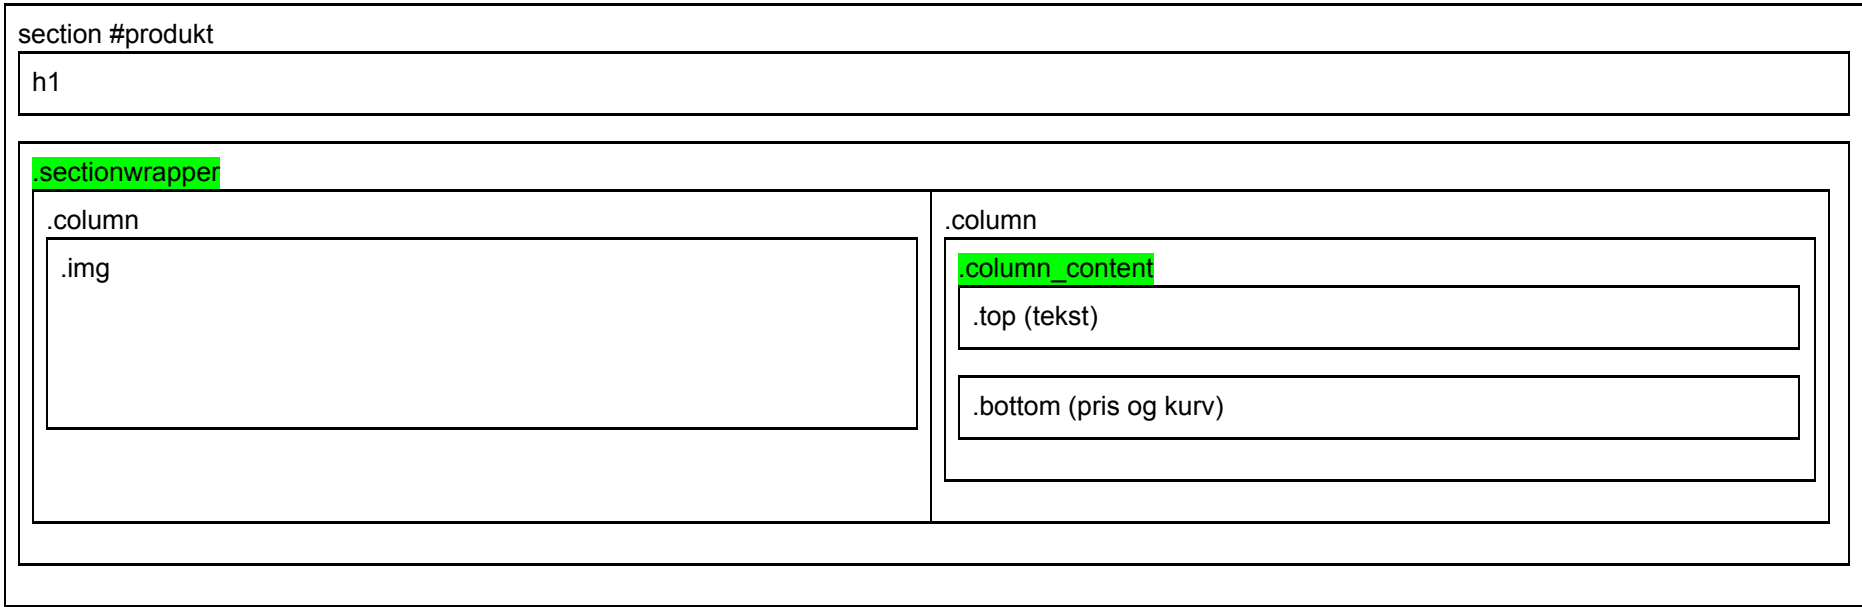 section #produkt
h1
.sectionwrapper
.column
.img
.column
.column_content
.top (tekst)
.bottom (pris og kurv)